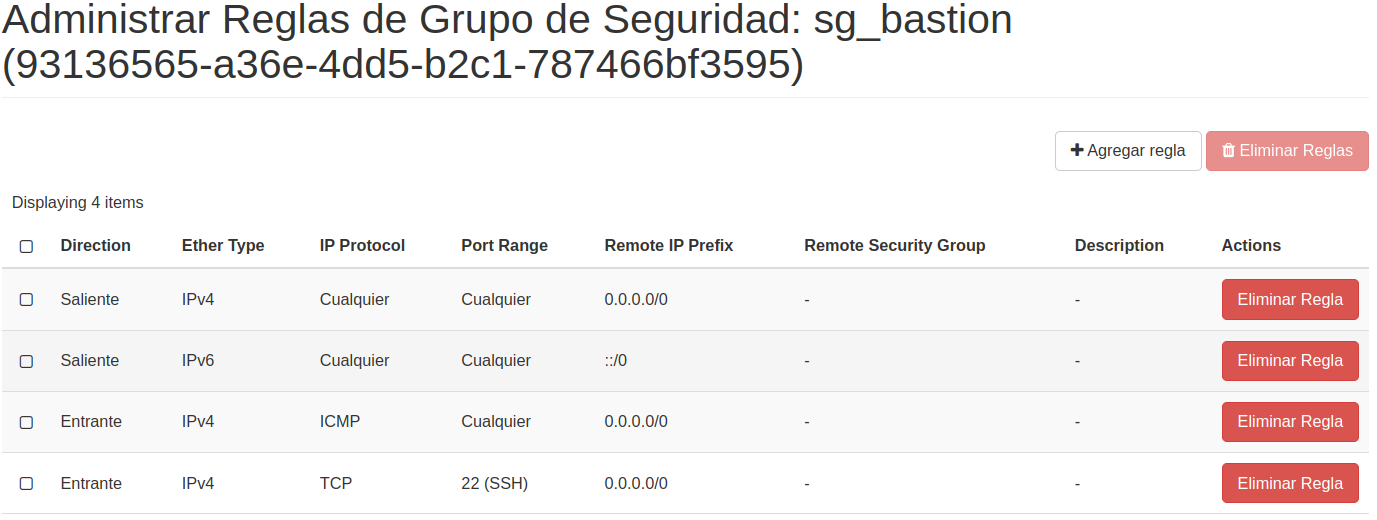 Administrar Reglas de Grupo de Seguridad: sg_bastion
(93136565-a36e-4dd5-b2c1-787466bf3595)
Agregar regla Eliminar Reglas
Displaying 4 items
Direction Ether Type IP Protocol Port Range Remote IP Prefix Remote Security Group Description Actions
Saliente IPv4 Cualquier Cualquier 0.0.0.0/0 - - Eliminar Regla
Saliente IPv6 Cualquier Cualquier ::/0 - - Eliminar Regla
Entrante IPv4 ICMP Cualquier 0.0.0.0/0 - - Eliminar Regla
Entrante IPv4 TCP 22 (SSH) 0.0.0.0/0 - - Eliminar Regla